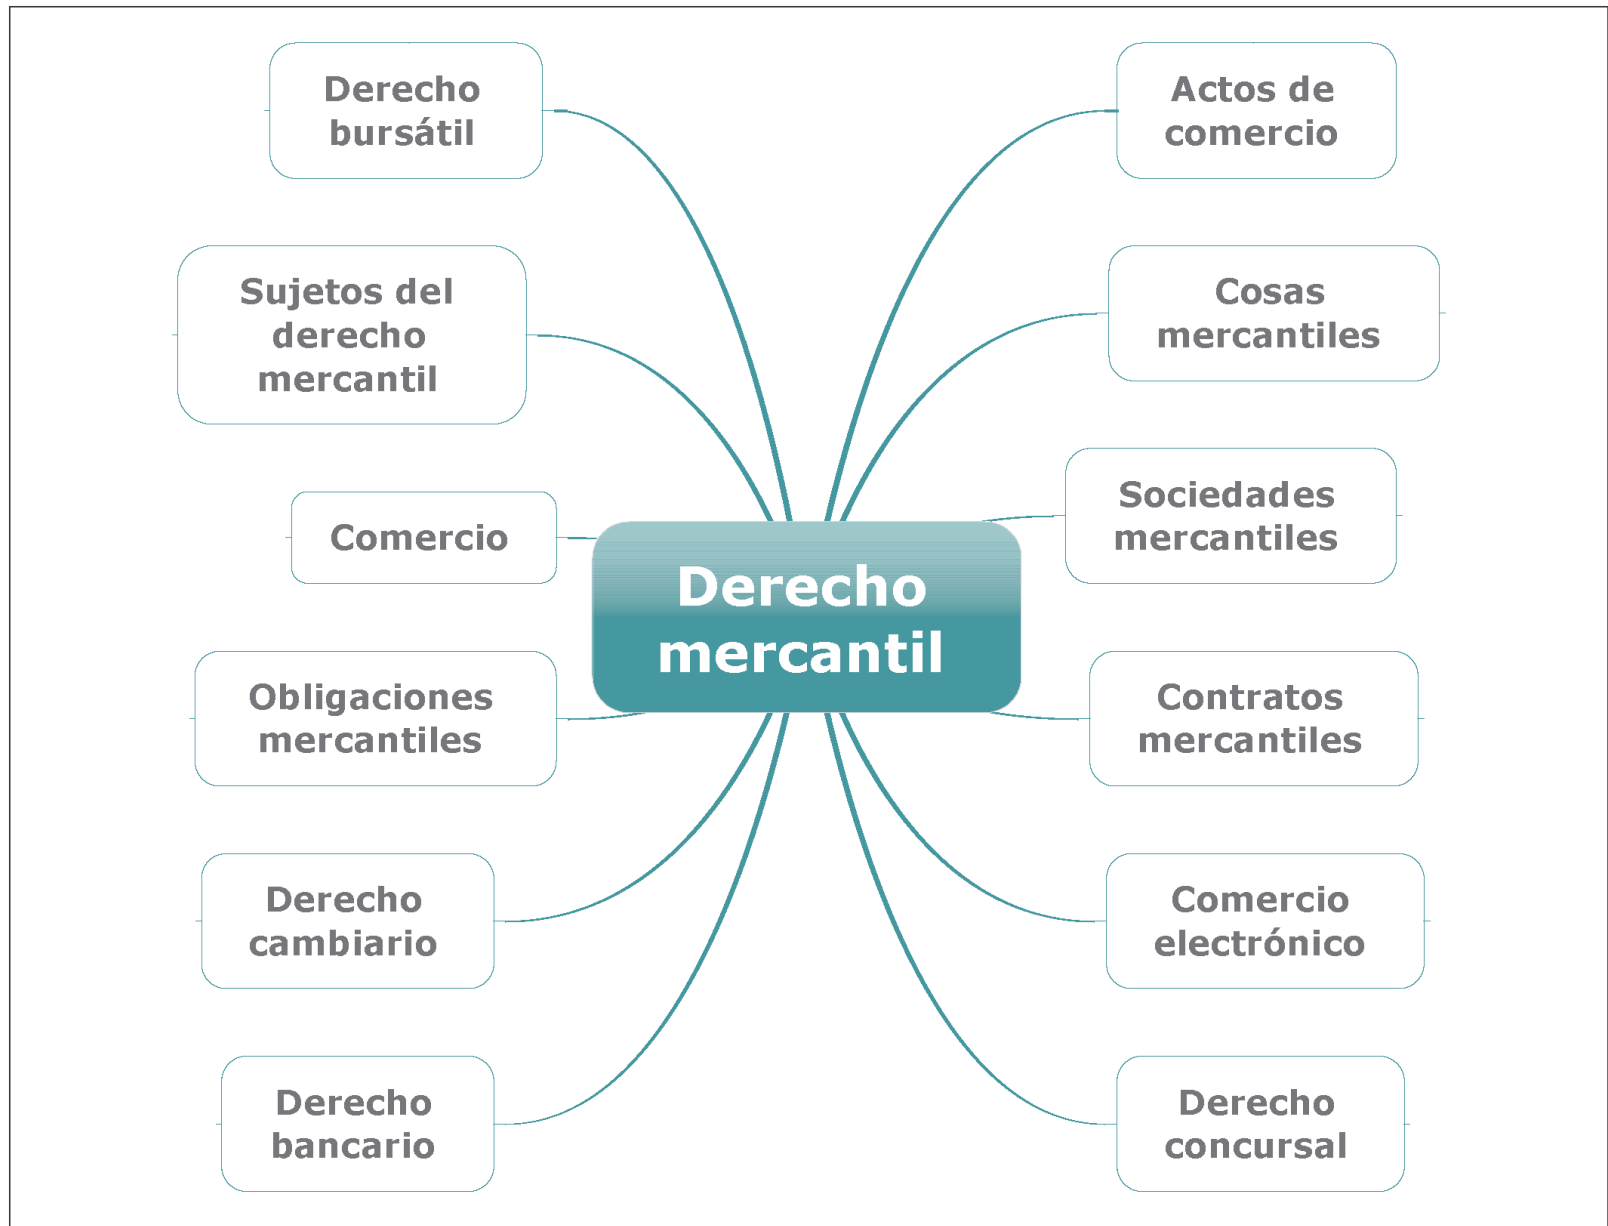 Derecho
bursátil
Sujetos del
derecho
mercantil
Comercio
Obligaciones
mercantiles
Derecho
cambiario
Derecho
bancario
Derecho
mercantil
Actos de
comercio
Cosas
mercantiles
Sociedades
mercantiles
Contratos
mercantiles
Comercio
electrónico
Derecho
concursal